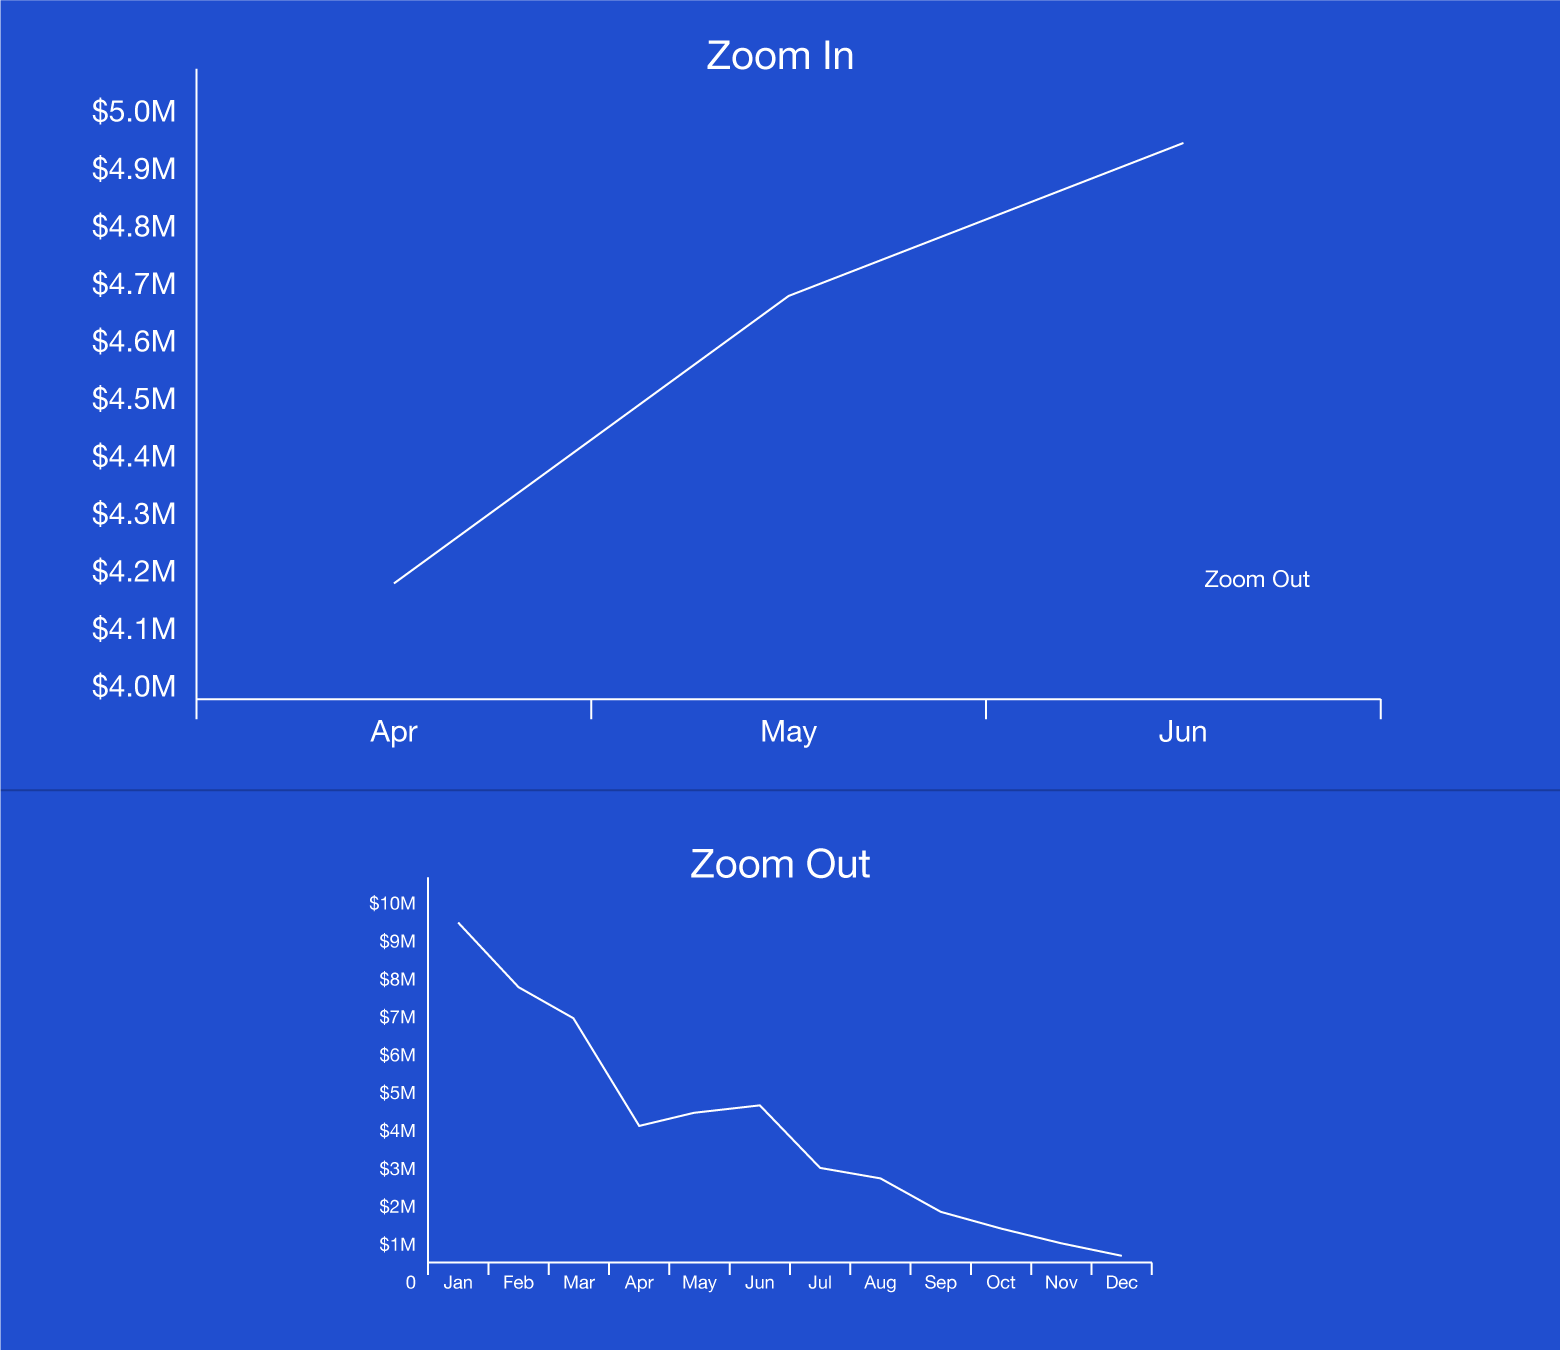 Zoom In
$5.0M
$4.9M
$4.8M
$4.7M
$4.6M
$4.5M
$4.4M
$4.3M
$4.2M
Zoom Out
$4.1M
$4.0M
Apr May Jun
Zoom Out
$10M
$9M
$8M
$7M
$6M
$5M
$4M
$3M
$2M
$1M
0 Jan Feb Mar Apr May Jun Jul Aug Sep Oct Nov Dec